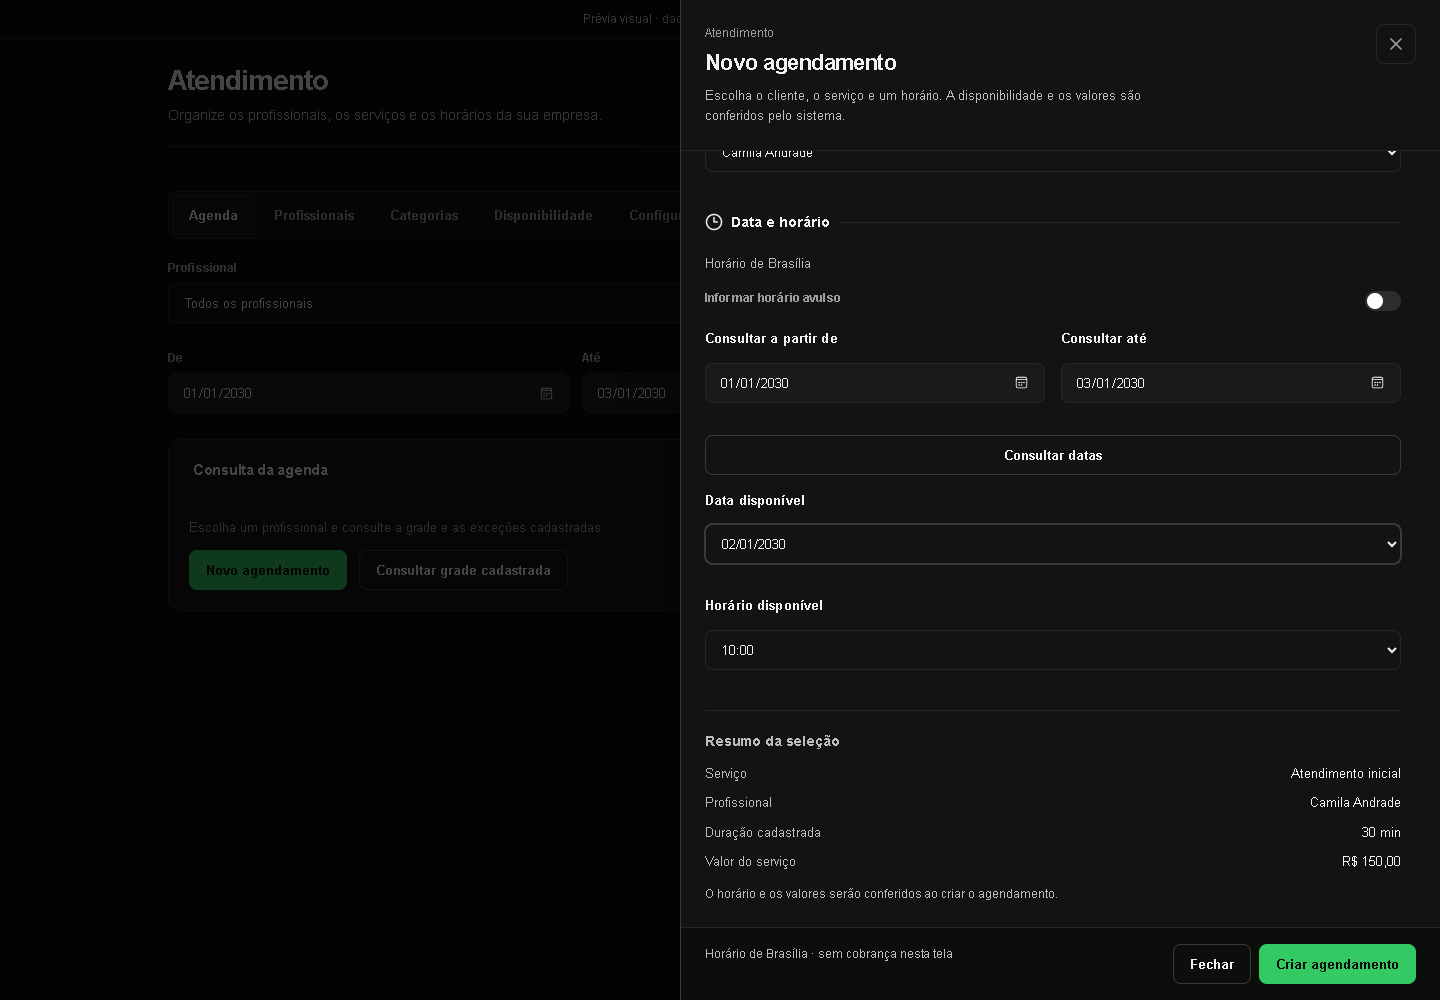 Prévia visual · dad
Atendimento
Organize os profissionais, os serviços e os horários da sua empresa.
Agenda
Profissionais
Categorias
Disponibilidade
Configur
Profissional
Todos os profissionais
De
Até
01/01/2030
03/01/2030
Consulta da agenda
Escolha um profissional e consulte a grade e as exceções cadastradas.
Novo agendamento
Consultar grade cadastrada
Atendimento
Novo agendamento
Escolha o cliente, o serviço e um horário. A disponibilidade e os valores são
conferidos pelo sistema.
Camila Andrade
Data e horário
Horário de Brasília
Informar horário avulso
Consultar a partir de
Consultar até
01/01/2030
03/01/2030
Consultar datas
Data disponível
02/01/2030
Horário disponível
10:00
Resumo da seleção
Serviço
Atendimento inicial
Profissional
Camila Andrade
Duração cadastrada
30 min
Valor do serviço
R$ 150,00
O horário e os valores serão conferidos ao criar o agendamento.
Horário de Brasília · sem cobrança nesta tela
Fechar
Criar agendamento